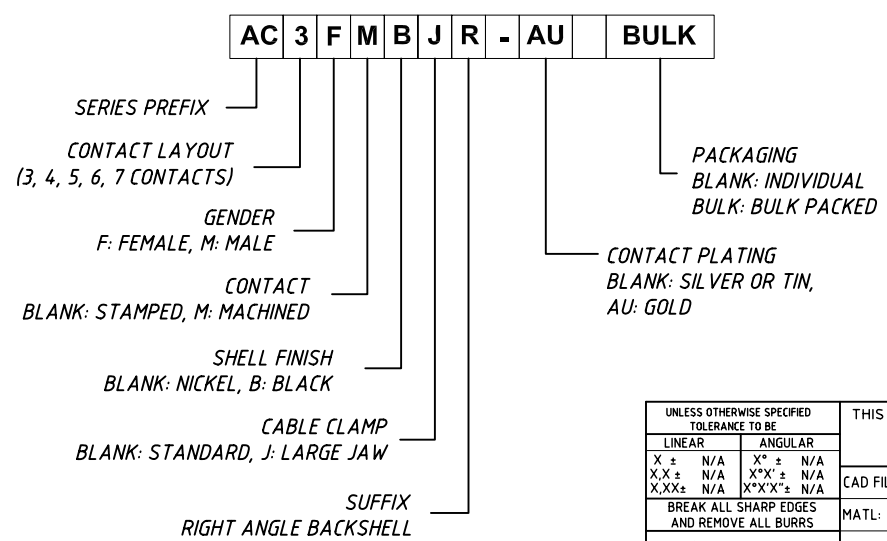 AC 3 F M B J R - AU BULK
SERIES PREFIX
CONTACT LAYOUT
(3, 4, 5, 6, 7 CONTACTS)
GENDER
F: FEMALE, M: MALE
CONTACT
BLANK: STAMPED, M: MACHINED
SHELL FINISH
BLANK: NICKEL, B: BLACK
CABLE CLAMP
BLANK: STANDARD, J: LARGE JAW
SUFFIX
RIGHT ANGLE BACKSHELL
PACKAGING
BLANK: INDIVIDUAL
BULK: BULK PACKED
CONTACT PLATING
BLANK: SILVER OR TIN,
AU: GOLD
UNLESS OTHERWISE SPECIFIED
TOLERANCE TO BE
LINEAR ANGULAR
X ± N/A X° ± N/A
X,X ± N/A X°X' ± N/A
X,XX± N/A X°X'X"± N/A
BREAK ALL SHARP EDGES
AND REMOVE ALL BURRS
THIS
CAD FIL
MATL: